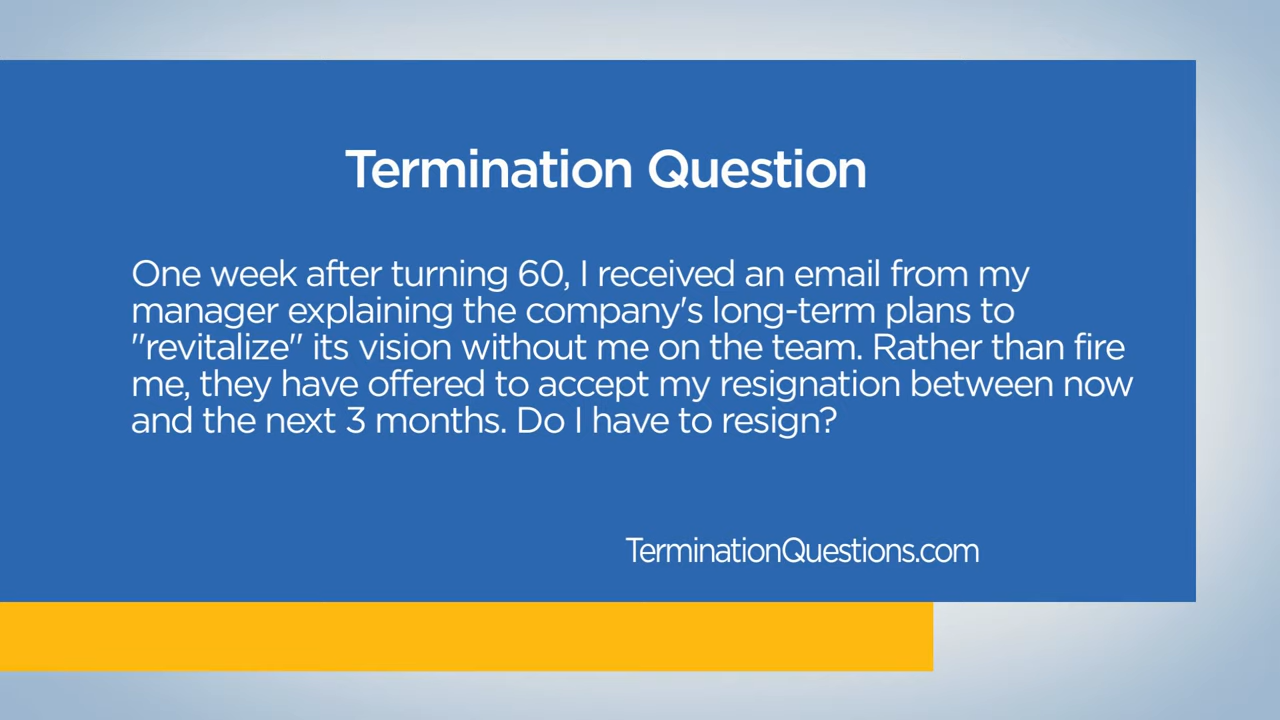 Termination Question
One week after turning 60, I received an email from my
manager explaining the company's long-term plans to
"revitalize" its vision without me on the team. Rather than fire
me, they have offered to accept my resignation between now
and the next 3 months. Do I have to resign?
TerminationQuestions.com